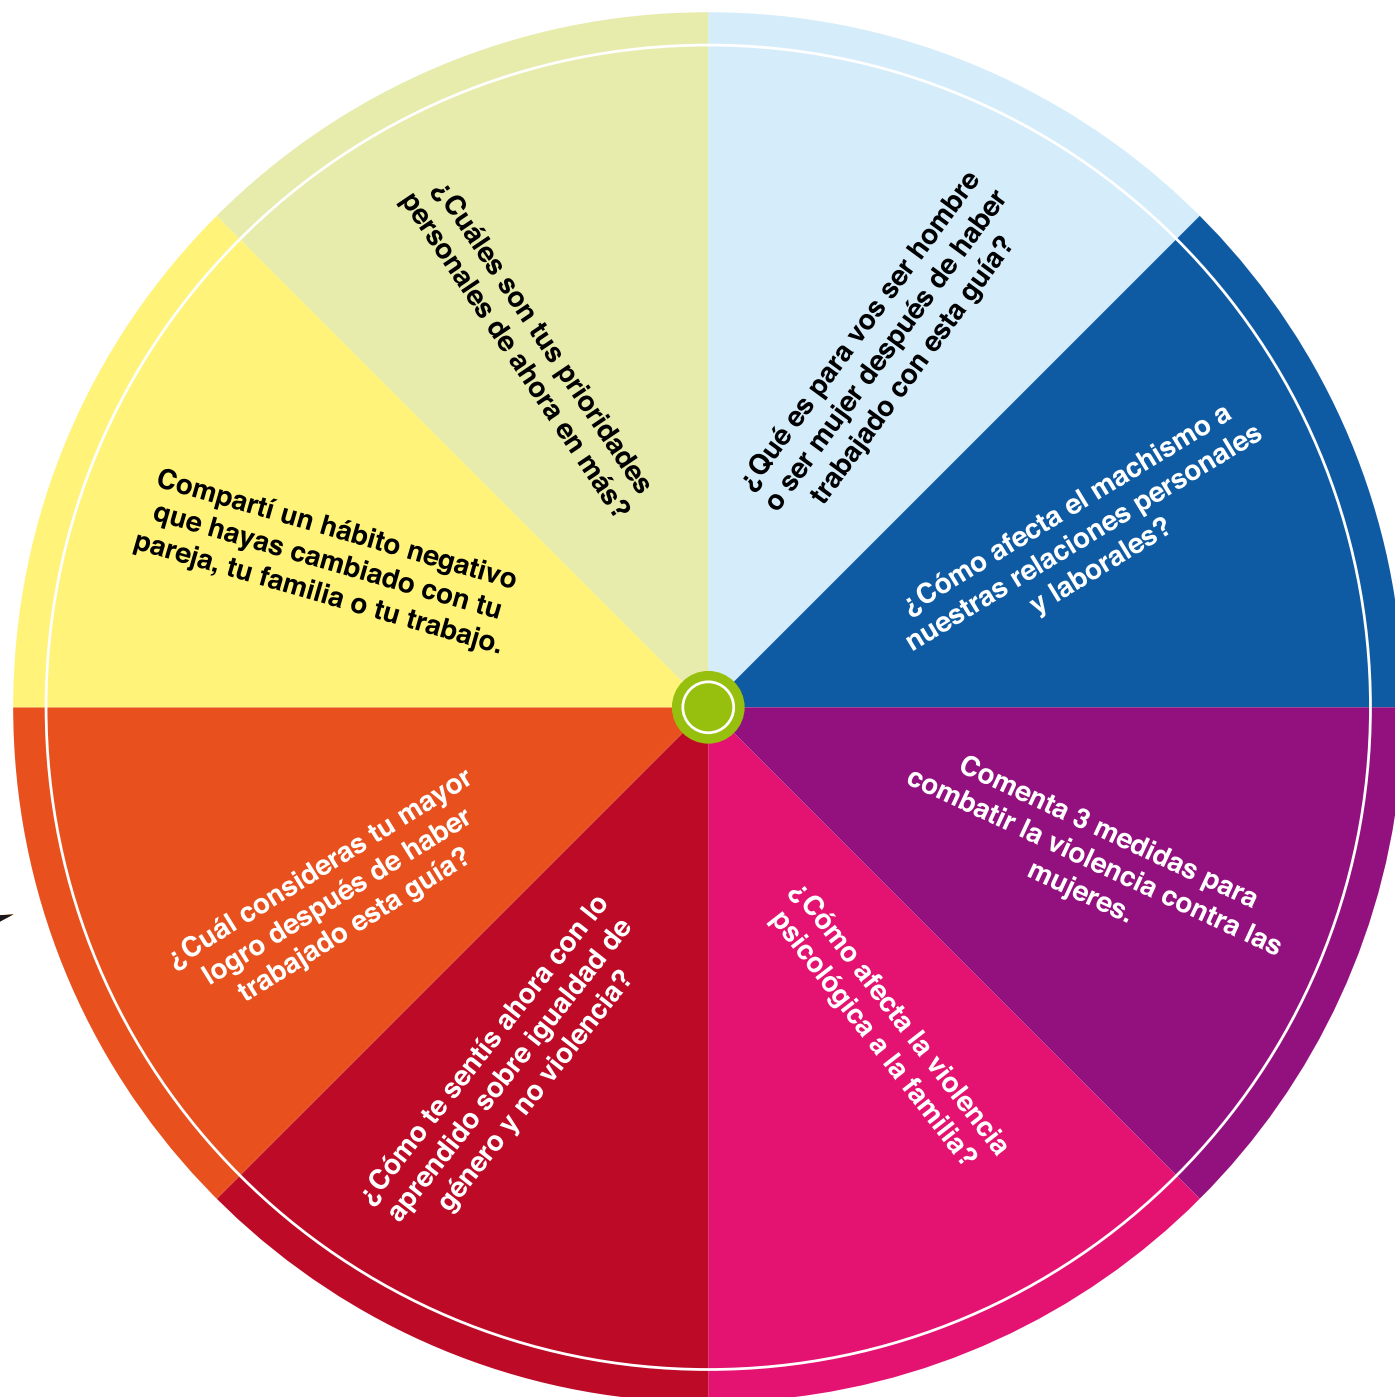 ¿Qué es para vos ser hombre
o ser mujer después de haber
trabajado con esta guía?
¿Cómo afecta el machismo a
nuestras relaciones personales
y laborales?
Comenta 3 medidas para
combatir la violencia contra las
mujeres.
¿Cómo afecta la violencia
psicológica a la familia?
¿Cómo te sentís ahora con lo
aprendido sobre igualdad de
género y no violencia?
¿Cuál consideras tu mayor
logro después de haber
trabajado esta guía?
Compartí un hábito negativo
que hayas cambiado con tu
pareja, tu familia o tu trabajo.
¿Cuáles son tus prioridades
personales de ahora en más?